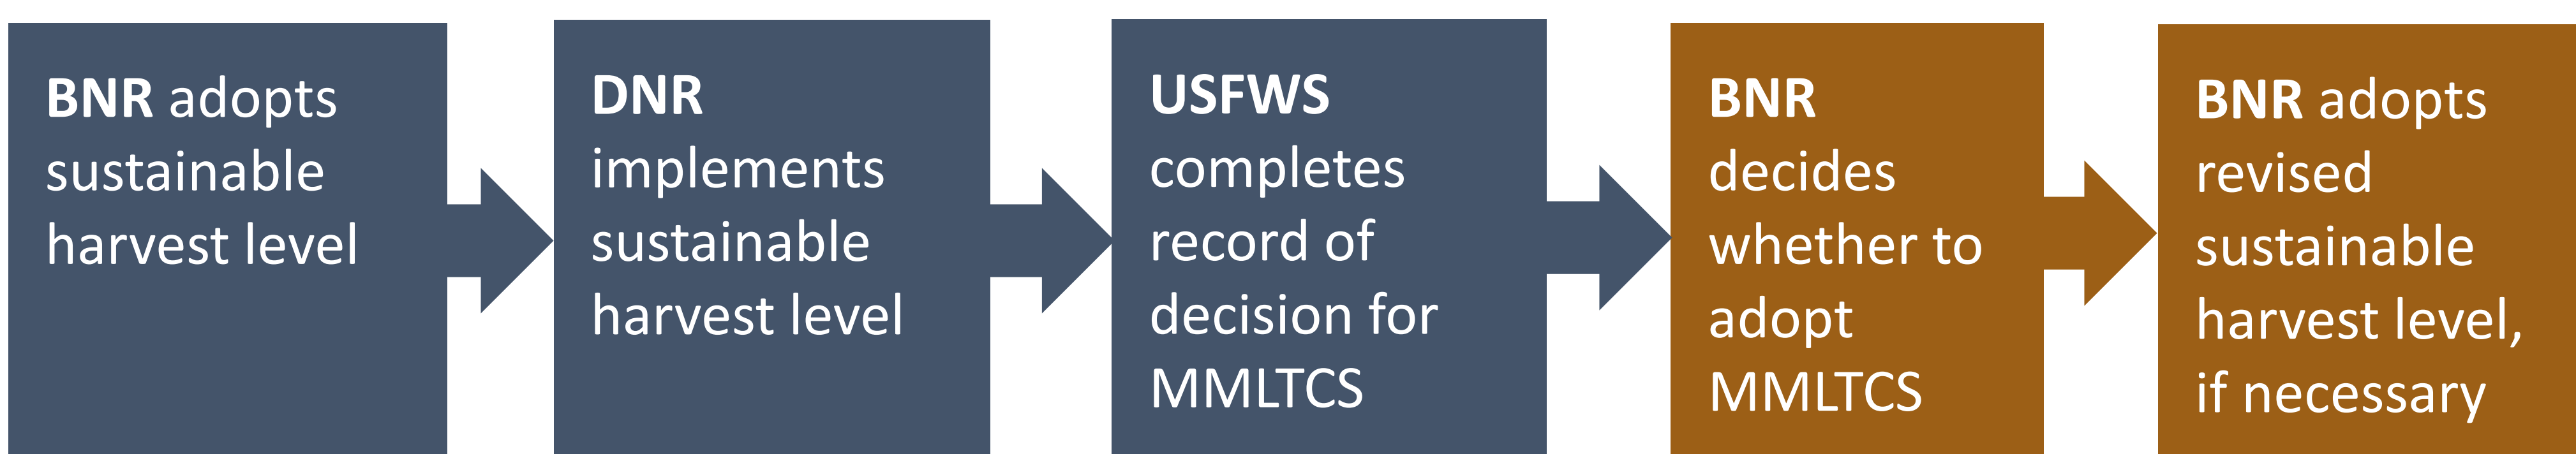 BNR adopts
sustainable
harvest level
DNR
implements
sustainable
harvest level
USFWS
completes
record of
decision for
MMLTCS
BNR
decides
whether to
adopt
MMLTCS
BNR adopts
revised
sustainable
harvest level,
if necessary